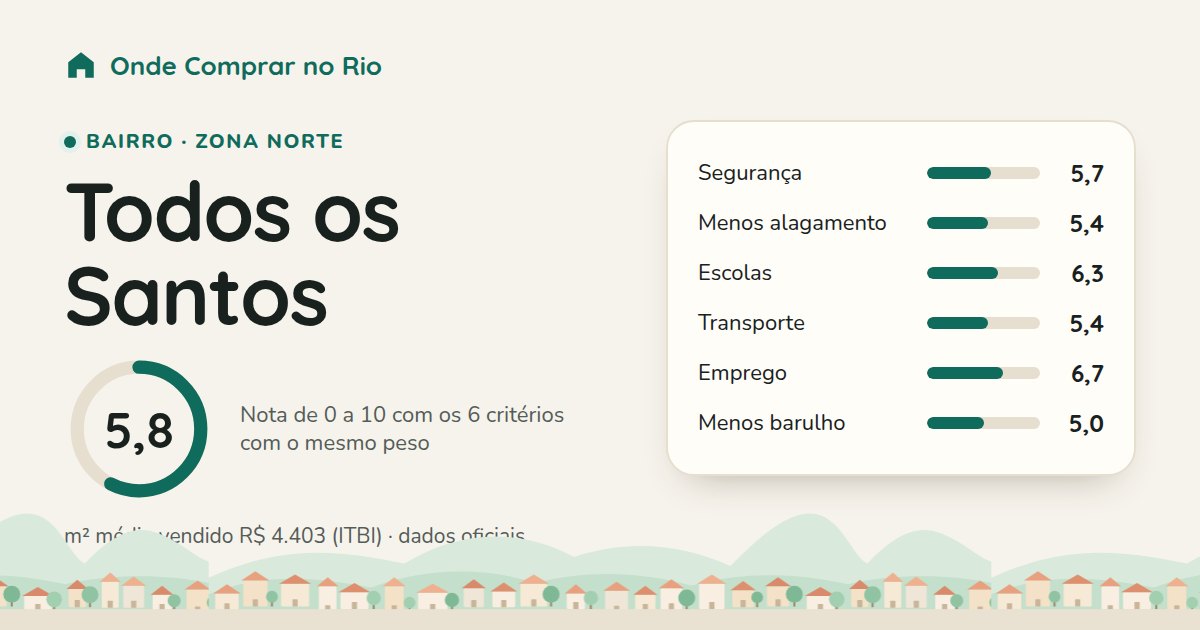 Onde Comprar no Rio
BAIRRO · ZONA NORTE
Todos os
Santos
5,8
Nota de 0 a 10 com os 6 critérios
com o mesmo peso
m² médio vendido R$ 4.403 (ITBI) · dados oficiais
Segurança 5,7
Menos alagamento 5,4
Escolas 6,3
Transporte 5,4
Emprego 6,7
Menos barulho 5,0